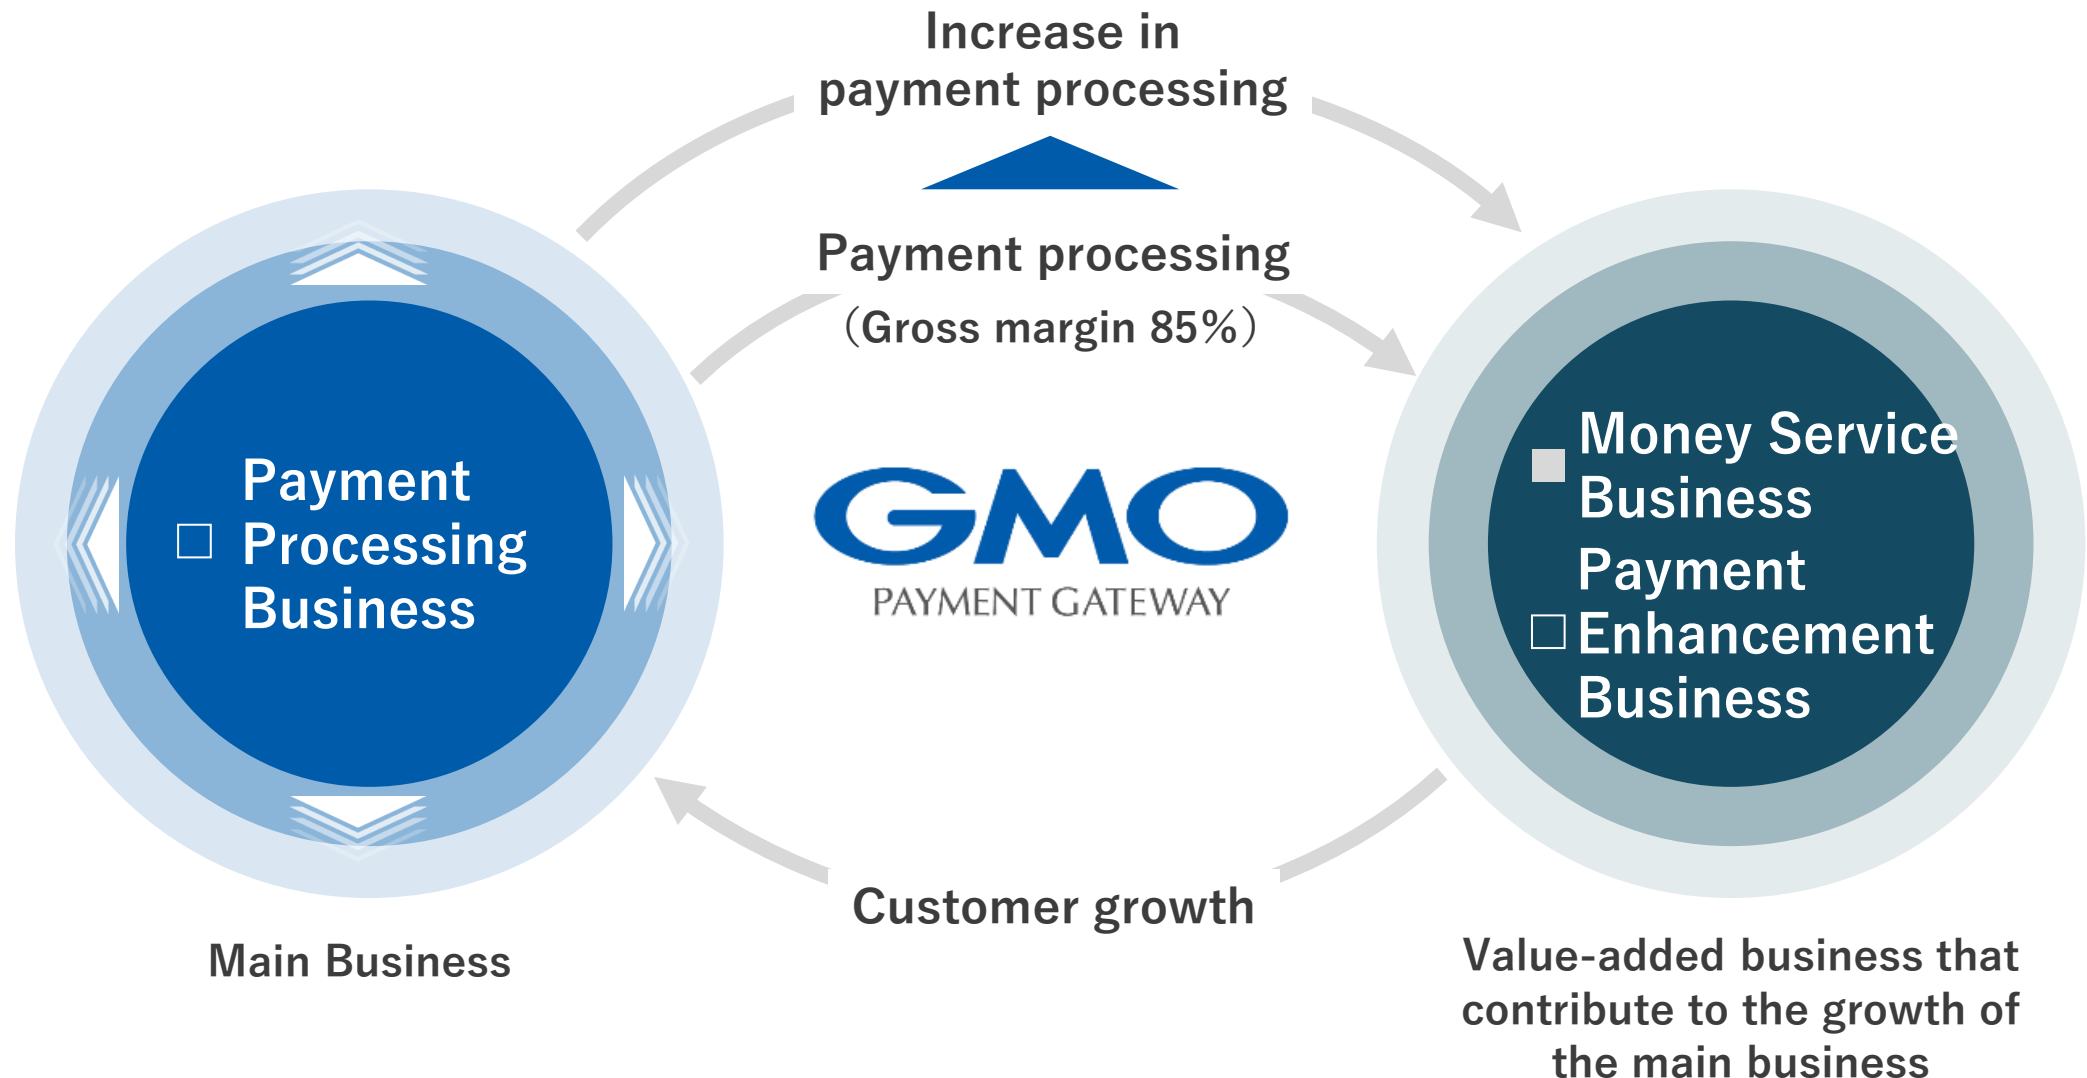 Increase in
payment processing
Payment processing
（Gross margin 85%）
Payment
Processing
Business
GMO
PAYMENT GATEWAY
Money Service
Business
Payment
Enhancement
Business
Customer growth
Main Business
Value-added business that
contribute to the growth of
the main business